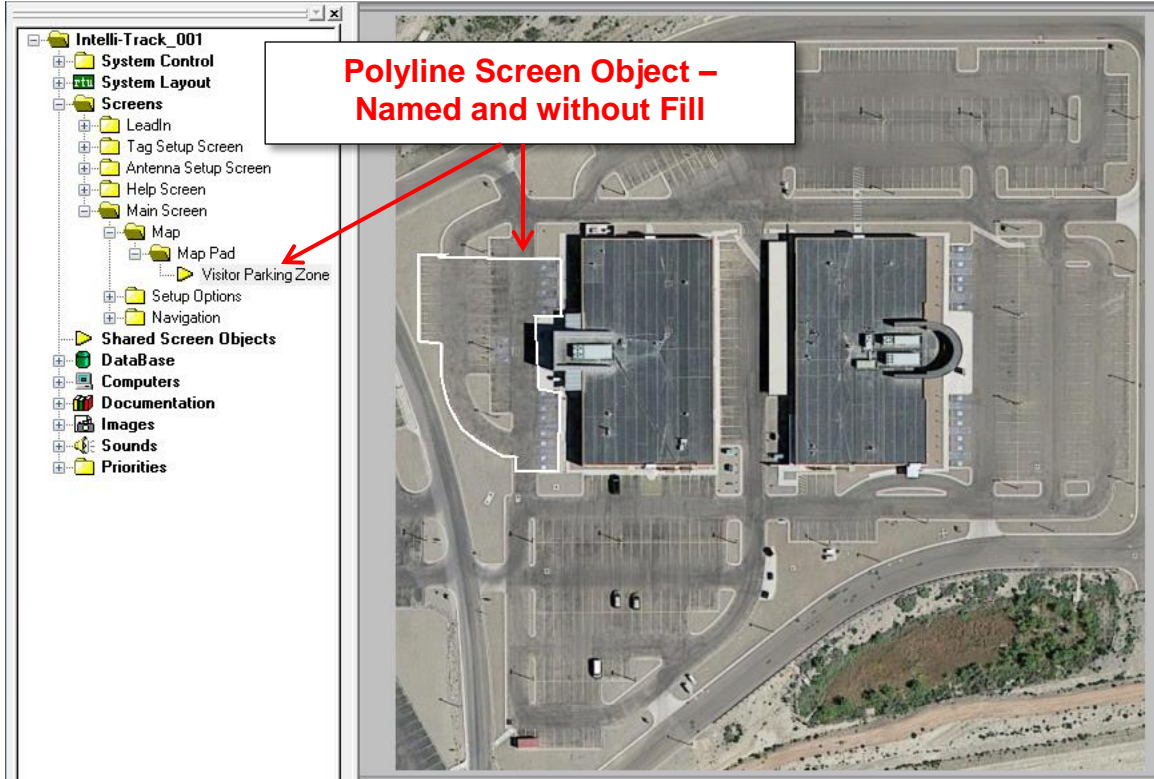 Intelli-Track_001
System Control
rtu System Layout
Screens
LeadIn
Tag Setup Screen
Antenna Setup Screen
Help Screen
Main Screen
Map
Map Pad
Visitor Parking Zone
Setup Options
Navigation
Shared Screen Objects
DataBase
Computers
Documentation
Images
Sounds
Priorities
Polyline Screen Object –
Named and without Fill